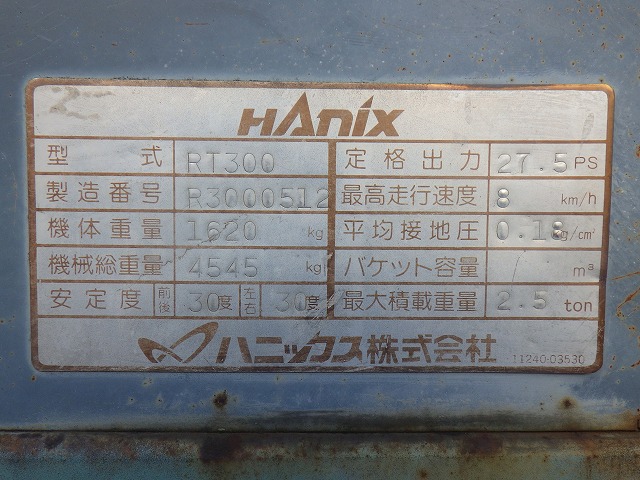 HANIX
型式 RT300 定格出力 27.5 PS
製造番号 R3000512 最高走行速度 8 km/h
機体重量 1620 kg 平均接地圧 0.18 kg/cm²
機械総重量 4545 kg バケット容量 m³
安定度 前後 30度 左右 30度 最大積載重量 2.5 ton
ハニックス株式会社 11240-03530